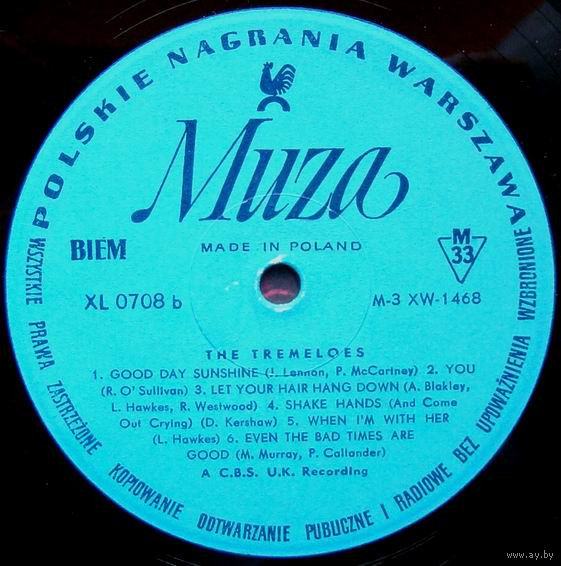 POLSKIE NAGRANIA WARSZAWA
Muza
MADE IN POLAND
BIEM
M
33
XL 0708 b
M-3 XW-1468
THE TREMELOES
1. GOOD DAY SUNSHINE (J. Lennon, P. McCartney) 2. YOU
(R. O'Sullivan) 3. LET YOUR HAIR HANG DOWN (A. Blakley,
L. Hawkes, R. Westwood) 4. SHAKE HANDS (And Come
Out Crying) (D. Kershaw) 5. WHEN I'M WITH HER
(L. Hawkes) 6. EVEN THE BAD TIMES ARE
GOOD (M. Murray, P. Callander)
A C.B.S. U.K. Recording
WSZYSTKIE PRAWA ZASTRZEŻONE KOPIOWANIE ODTWARZANIE PUBLICZNE I RADIOWE BEZ UPOWAŻNIENIA WZBRONIONE
www.ay.by